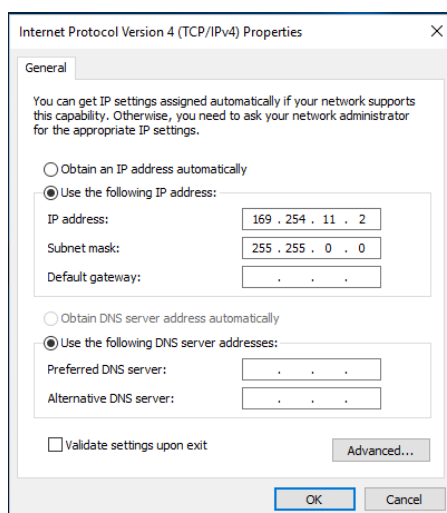 Internet Protocol Version 4 (TCP/IPv4) Properties
General
You can get IP settings assigned automatically if your network supports
this capability. Otherwise, you need to ask your network administrator
for the appropriate IP settings.
Obtain an IP address automatically
Use the following IP address:
IP address: 169 . 254 . 11 . 2
Subnet mask: 255 . 255 . 0 . 0
Default gateway: . . .
Obtain DNS server address automatically
Use the following DNS server addresses:
Preferred DNS server: . . .
Alternative DNS server: . . .
Validate settings upon exit
Advanced...
OK Cancel